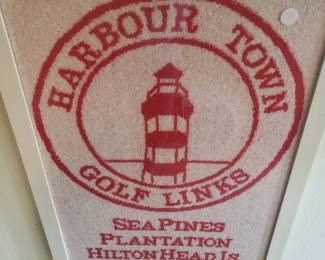 HARBOUR TOWN
GOLF LINKS
SEA PINES
PLANTATION
HILTON HEAD IS